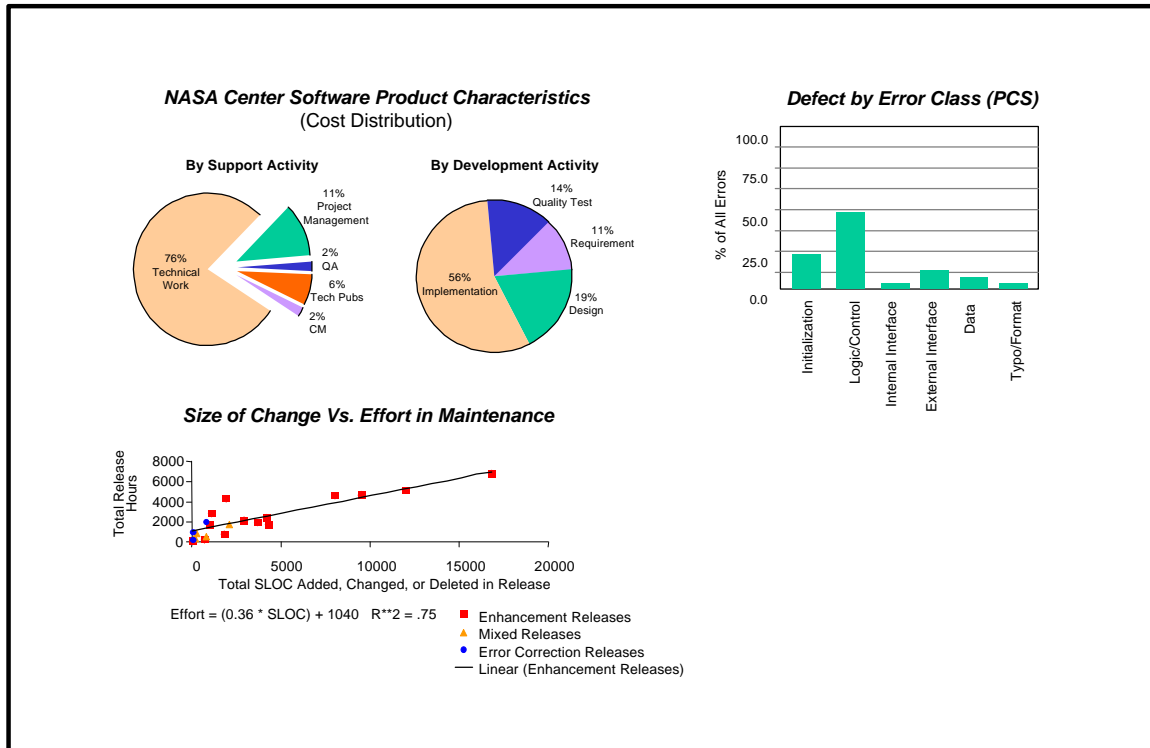 NASA Center Software Product Characteristics
(Cost Distribution)
By Support Activity
11%
Project
Management
76%
Technical
Work
2%
QA
6%
Tech Pubs
2%
CM
By Development Activity
14%
Quality Test
11%
Requirement
56%
Implementation
19%
Design
Defect by Error Class (PCS)
% of All Errors
100.0
75.0
50.0
25.0
0.0
Initialization
Logic/Control
Internal Interface
External Interface
Data
Typo/Format
Size of Change Vs. Effort in Maintenance
Total Release
Hours
8000
6000
4000
2000
0
0 5000 10000 15000 20000
Total SLOC Added, Changed, or Deleted in Release
Effort = (0.36 * SLOC) + 1040 R**2 = .75
Enhancement Releases
Mixed Releases
Error Correction Releases
Linear (Enhancement Releases)